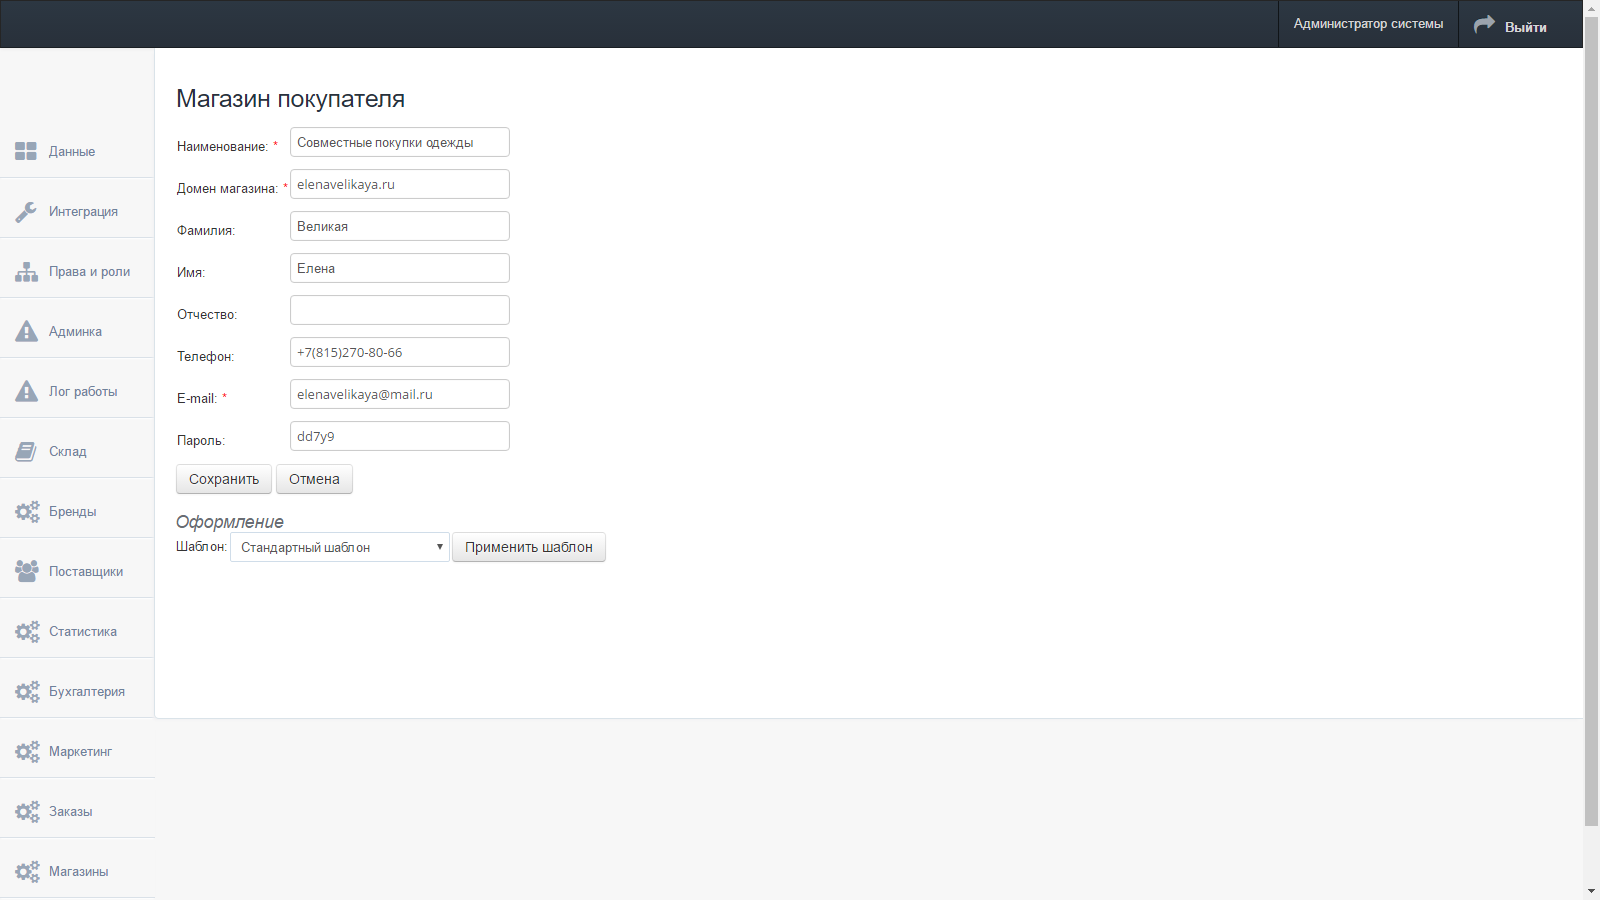 Администратор системы
Выйти
Данные
Интеграция
Права и роли
Админка
Лог работы
Склад
Бренды
Поставщики
Статистика
Бухгалтерия
Маркетинг
Заказы
Магазины
Магазин покупателя
Наименование: * Совместные покупки одежды
Домен магазина: * elenavelikaya.ru
Фамилия: Великая
Имя: Елена
Отчество:
Телефон: +7(815)270-80-66
E-mail: * elenavelikaya@mail.ru
Пароль: dd7y9
Сохранить Отмена
Оформление
Шаблон: Стандартный шаблон Применить шаблон